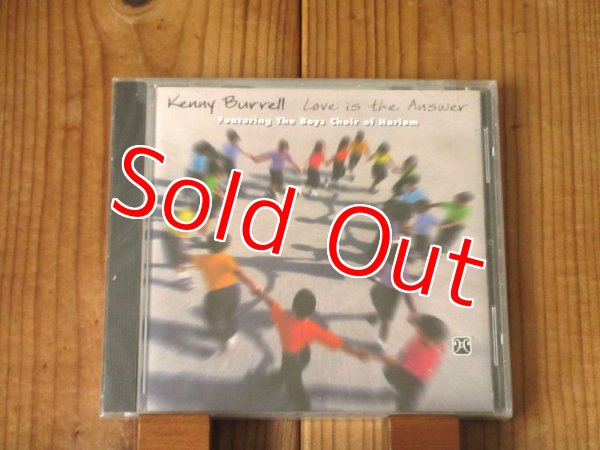 Kenny Burrell Love is the Answer
Featuring The Boys Choir of Harlem
Sold Out